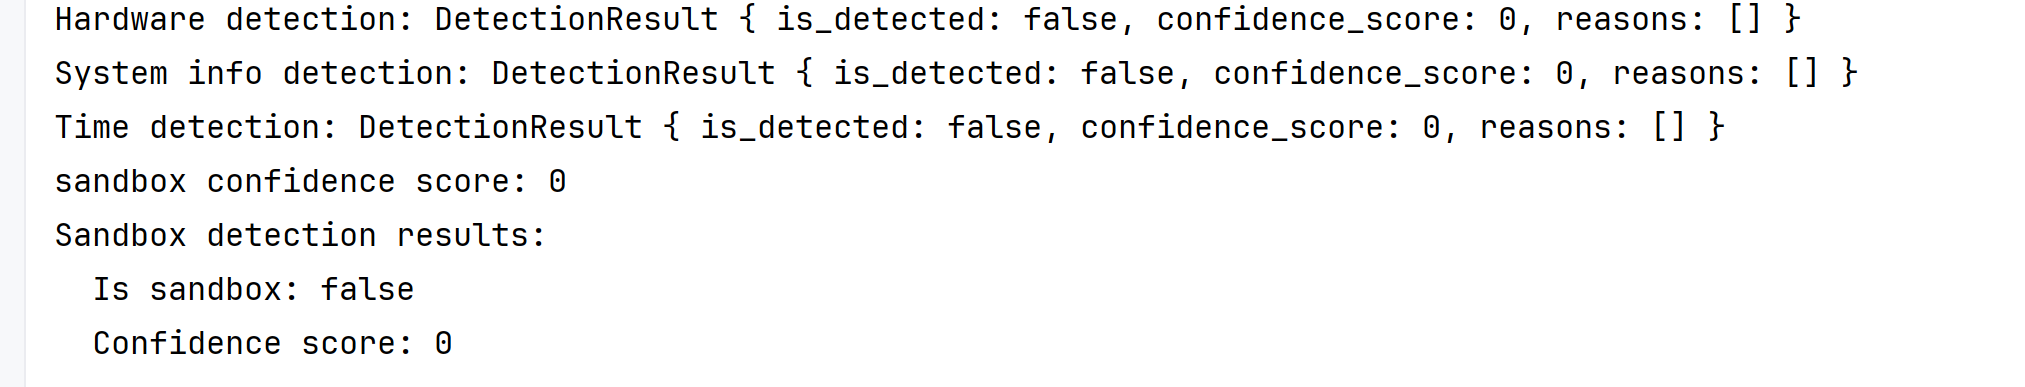 Hardware detection: DetectionResult { is_detected: false, confidence_score: 0, reasons: [] }
System info detection: DetectionResult { is_detected: false, confidence_score: 0, reasons: [] }
Time detection: DetectionResult { is_detected: false, confidence_score: 0, reasons: [] }
sandbox confidence score: 0
Sandbox detection results:
  Is sandbox: false
  Confidence score: 0